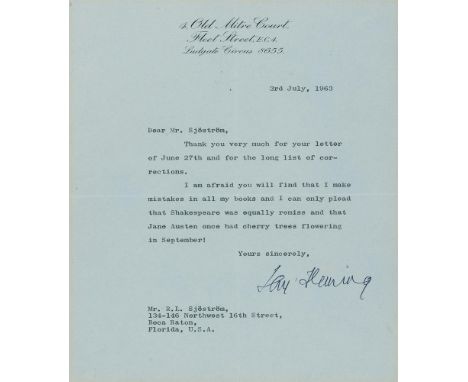 4, Old Mitre Court,
Fleet Street, E.C.4.
Ludgate Circus 8655.
3rd July, 1963
Dear Mr. Sjöström,
Thank you very much for your letter
of June 27th and for the long list of cor-
rections.
I am afraid you will find that I make
mistakes in all my books and I can only plead
that Shakespeare was equally remiss and that
Jane Austen once had cherry trees flowering
in September!
Yours sincerely,
Ian Fleming
Mr. R.L. Sjöström,
134-146 Northwest 16th Street,
Boca Raton,
Florida, U.S.A.